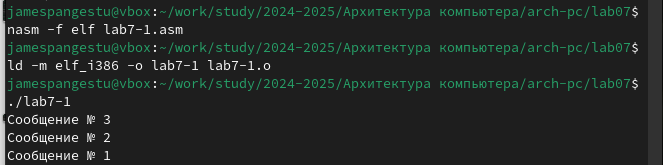 jamespangestu@vbox:~/work/study/2024-2025/Архитектура компьютера/arch-pc/lab07$
nasm -f elf lab7-1.asm
jamespangestu@vbox:~/work/study/2024-2025/Архитектура компьютера/arch-pc/lab07$
ld -m elf_i386 -o lab7-1 lab7-1.o
jamespangestu@vbox:~/work/study/2024-2025/Архитектура компьютера/arch-pc/lab07$
./lab7-1
Сообщение № 3
Сообщение № 2
Сообщение № 1